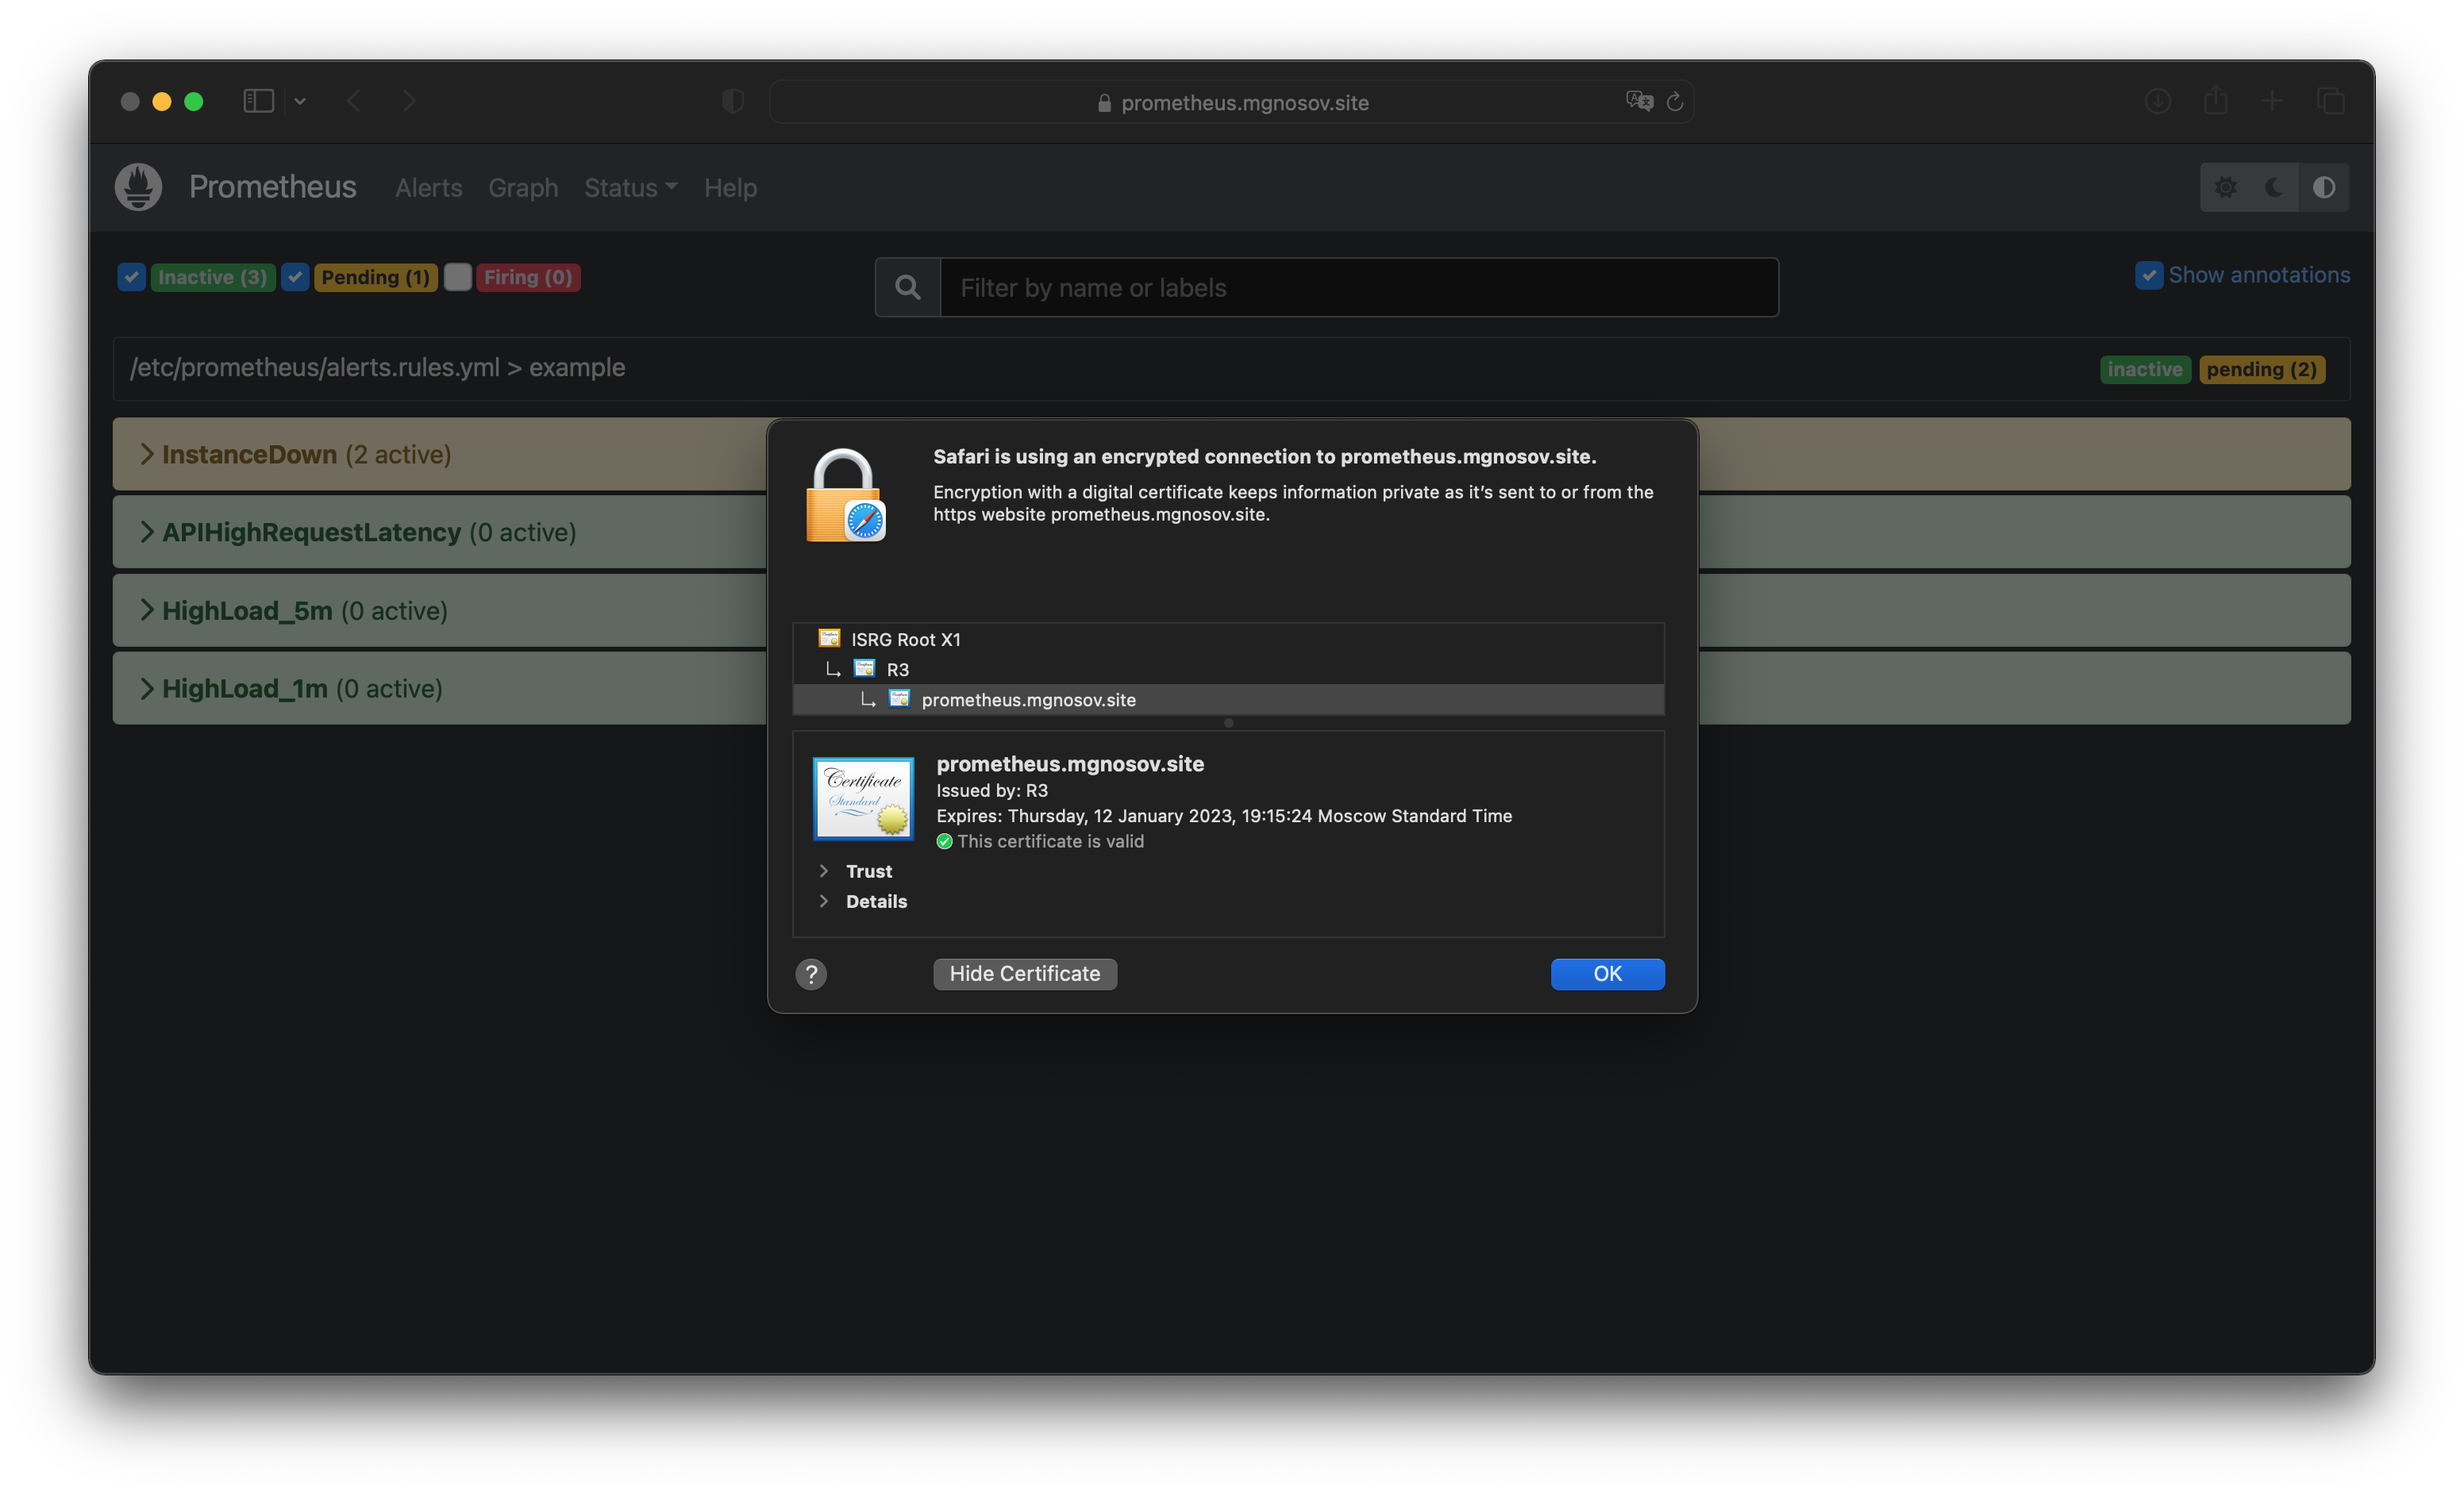 prometheus.mgnosov.site
Prometheus Alerts Graph Status Help
Inactive (3) Pending (1) Firing (0) Filter by name or labels Show annotations
/etc/prometheus/alerts.rules.yml > example inactive pending (2)
InstanceDown (2 active)
APIHighRequestLatency (0 active)
HighLoad_5m (0 active)
HighLoad_1m (0 active)
Safari is using an encrypted connection to prometheus.mgnosov.site.
Encryption with a digital certificate keeps information private as it’s sent to or from the
https website prometheus.mgnosov.site.
ISRG Root X1
R3
prometheus.mgnosov.site
Certificate
Standard
prometheus.mgnosov.site
Issued by: R3
Expires: Thursday, 12 January 2023, 19:15:24 Moscow Standard Time
This certificate is valid
Trust
Details
? Hide Certificate OK